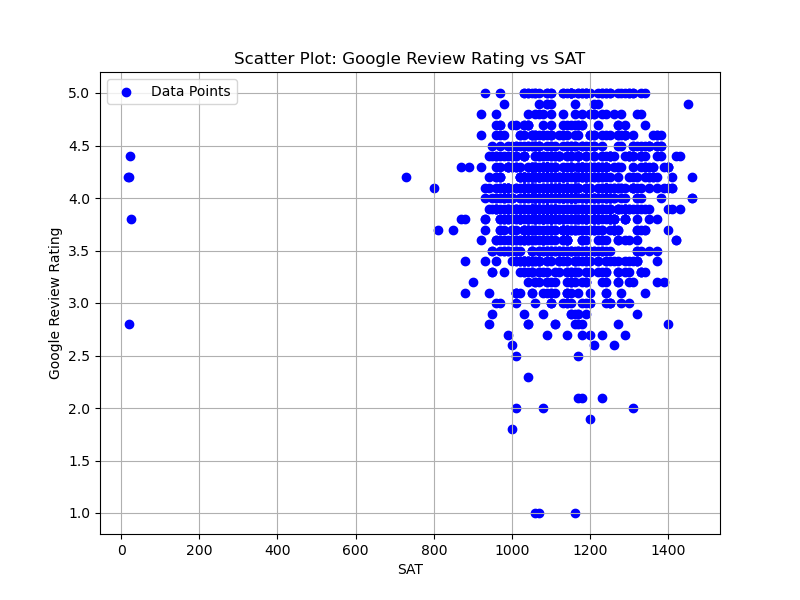 Scatter Plot: Google Review Rating vs SAT
Data Points
5.0
4.5
4.0
3.5
3.0
2.5
2.0
1.5
1.0
Google Review Rating
0 200 400 600 800 1000 1200 1400
SAT